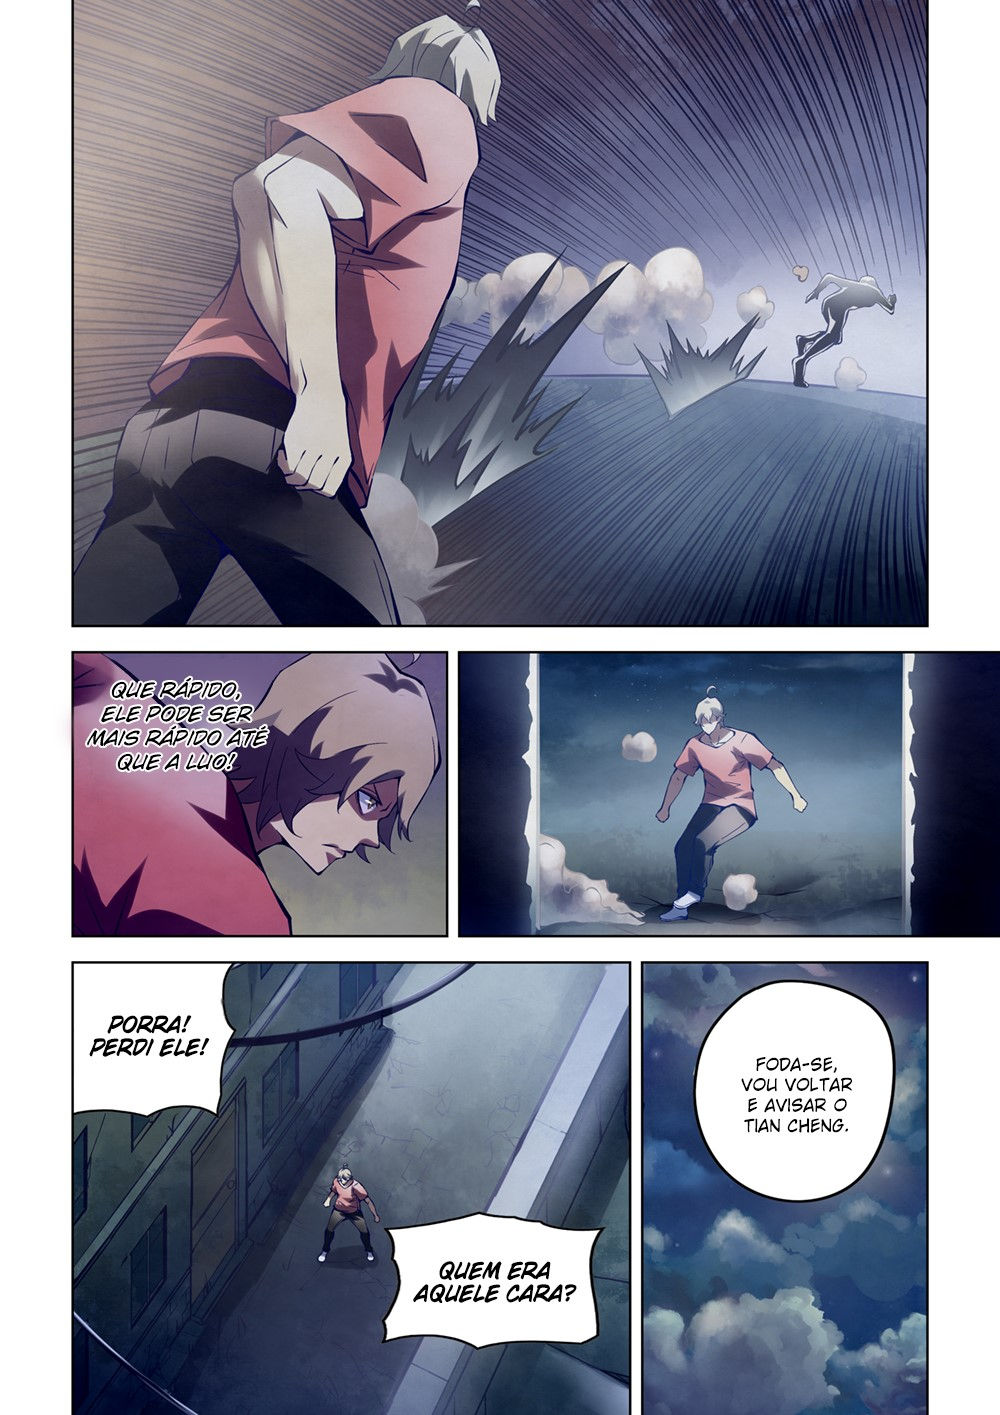 QUE RÁPIDO,
ELE PODE SER
MAIS RÁPIDO ATÉ
QUE A LUO!
PORRA!
PERDI ELE!
QUEM ERA
AQUELE CARA?
FODA-SE,
VOU VOLTAR
E AVISAR O
TIAN CHENG.